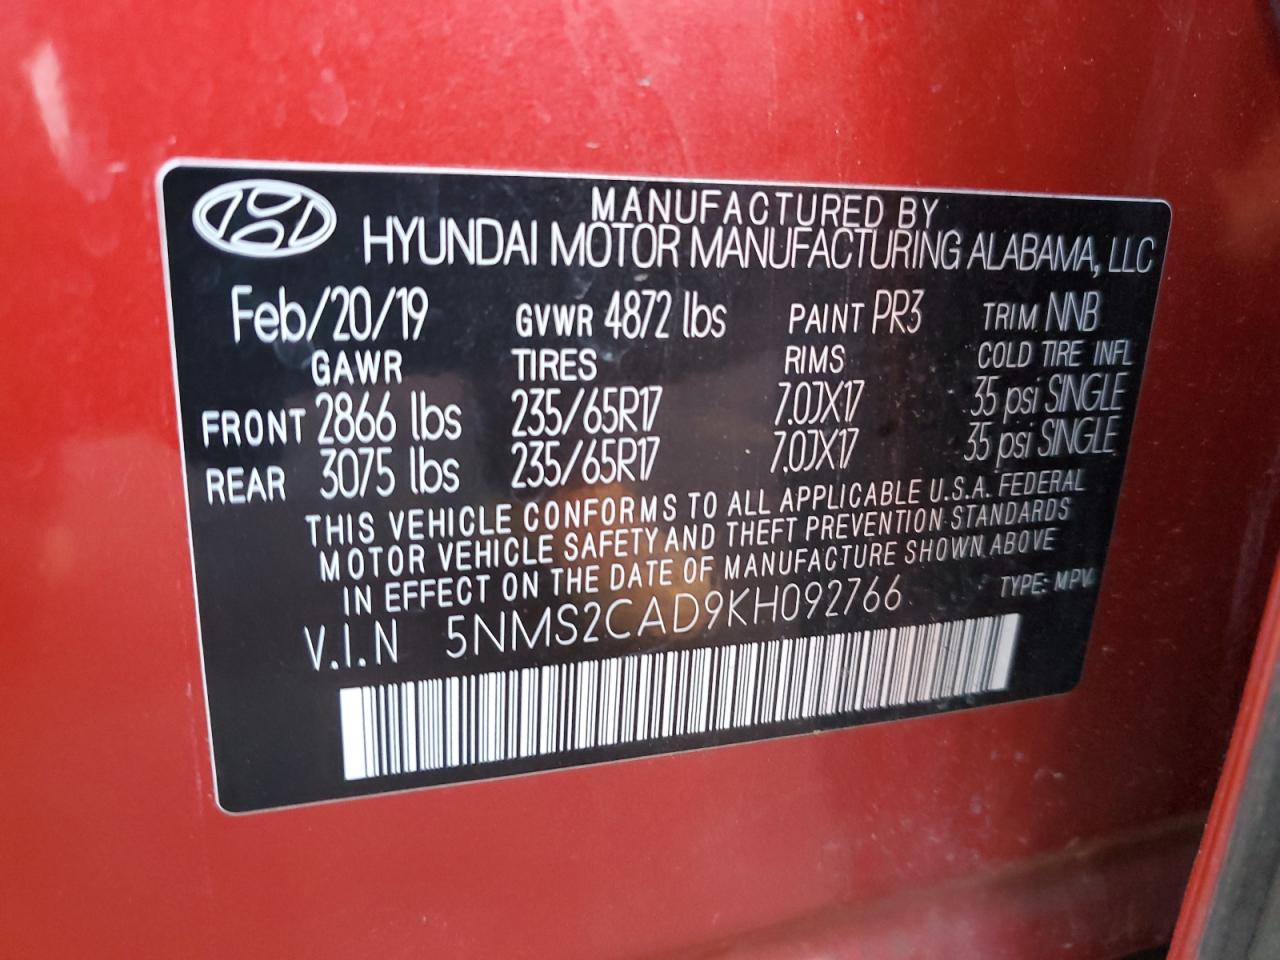 MANUFACTURED BY
HYUNDAI MOTOR MANUFACTURING ALABAMA, LLC
Feb/20/19 GVWR 4872 lbs PAINT PR3 TRIM NNB
GAWR TIRES RIMS COLD TIRE INFL
FRONT 2866 lbs 235/65R17 7.0JX17 35 psi SINGLE
REAR 3075 lbs 235/65R17 7.0JX17 35 psi SINGLE
THIS VEHICLE CONFORMS TO ALL APPLICABLE U.S.A. FEDERAL
MOTOR VEHICLE SAFETY AND THEFT PREVENTION STANDARDS
IN EFFECT ON THE DATE OF MANUFACTURE SHOWN ABOVE
V.I.N 5NMS2CAD9KH092766 TYPE: MPV